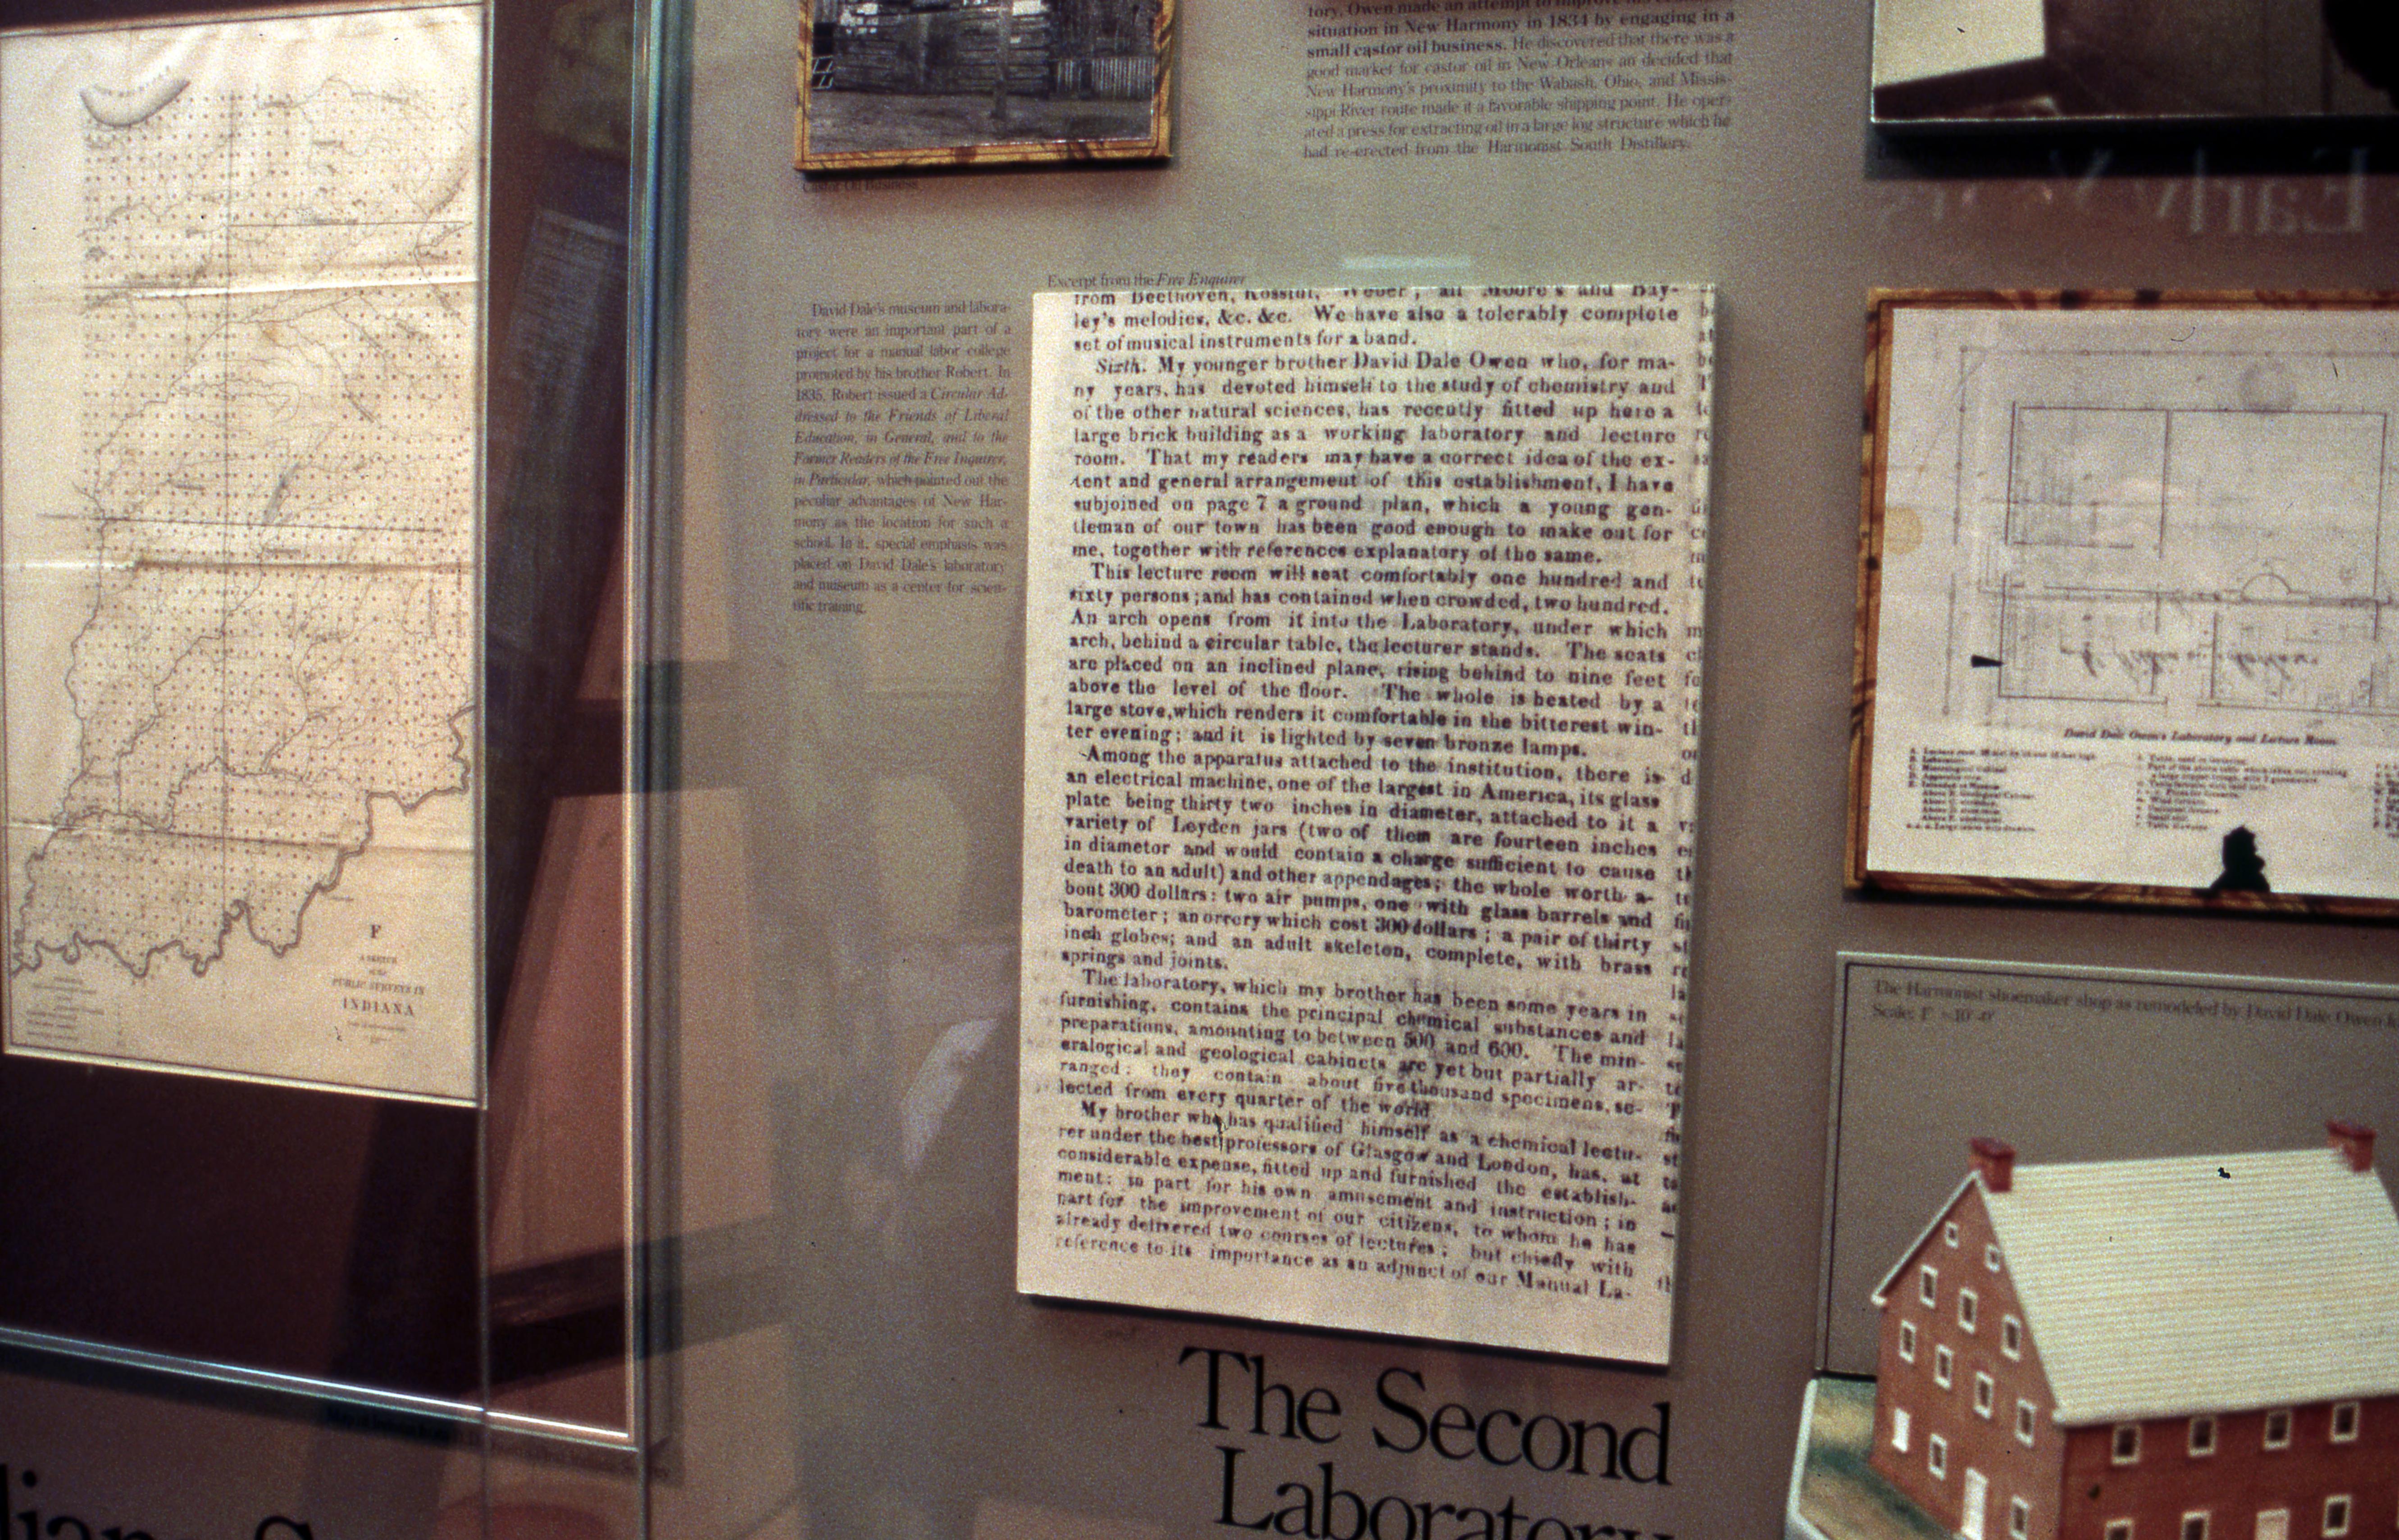 F
A SKETCH
of the
PUBLIC SURVEYS IN
INDIANA
tory, Owen made an attempt to improve his
situation in New Harmony in 1834 by engaging in a
small castor oil business. He discovered that there was a
good market for castor oil in New Orleans an decided that
New Harmony's proximity to the Wabash, Ohio, and Missis-
sippi River route made it a favorable shipping point. He oper-
ated a press for extracting oil in a large log structure which he
had re-erected from the Harmonist South Distillery.
Castor Oil Business
David Dale's museum and labora-
tory were an important part of a
project for a manual labor college
promoted by his brother Robert. In
1835, Robert issued a Circular Ad-
dressed to the Friends of Liberal
Education, in General, and to the
Former Readers of the Free Inquirer,
in Particular, which pointed out the
peculiar advantages of New Har-
mony as the location for such a
school. In it, special emphasis was
placed on David Dale's laboratory
and museum as a center for scien-
tific training.
Excerpt from the Free Enquirer
from Beethoven, Rossini, Weber; all Moore's and Bay-
ley's melodies, &c. &c. We have also a tolerably complete
set of musical instruments for a band.
Sixth. My younger brother David Dale Owen who, for ma-
ny years, has devoted himself to the study of chemistry and
of the other natural sciences, has recently fitted up here a
large brick building as a working laboratory and lecture
room. That my readers may have a correct idea of the ex-
tent and general arrangement of this establishment, I have
subjoined on page 7 a ground plan, which a young gen-
tleman of our town has been good enough to make out for
me, together with references explanatory of the same.
This lecture room will seat comfortably one hundred and
sixty persons; and has contained when crowded, two hundred.
An arch opens from it into the Laboratory, under which
arch, behind a circular table, the lecturer stands. The seats
are placed on an inclined plane, rising behind to nine feet
above the level of the floor. The whole is heated by a
large stove, which renders it comfortable in the bitterest win-
ter evening; and it is lighted by seven bronze lamps.
Among the apparatus attached to the institution, there is
an electrical machine, one of the largest in America, its glass
plate being thirty two inches in diameter, attached to it a
variety of Leyden jars (two of them are fourteen inches
in diametor and would contain a charge sufficient to cause
death to an adult) and other appendages; the whole worth a-
bout 300 dollars: two air pumps, one with glass barrels and
barometer; an orrery which cost 300 dollars; a pair of thirty
inch globes; and an adult skeleton, complete, with brass
springs and joints.
The laboratory, which my brother has been some years in
furnishing, contains the principal chemical substances and
preparations, amounting to between 500 and 600. The min-
eralogical and geological cabinets are yet but partially ar-
ranged: they contain about five thousand specimens, se-
lected from every quarter of the world.
My brother who has qualified himself as a chemical lectu-
rer under the best professors of Glasgow and London, has, at
considerable expense, fitted up and furnished the establish-
ment: in part for his own amusement and instruction; in
part for the improvement of our citizens, to whom he has
already delivered two courses of lectures; but chiefly with
reference to its importance as an adjunct of our Manual La-
The Second
Laboratory
David Dale Owen's Laboratory and Lecture Room
The Harmonist shoemaker shop as remodeled by David Dale Owen
Scale: 1" = 10'-0"